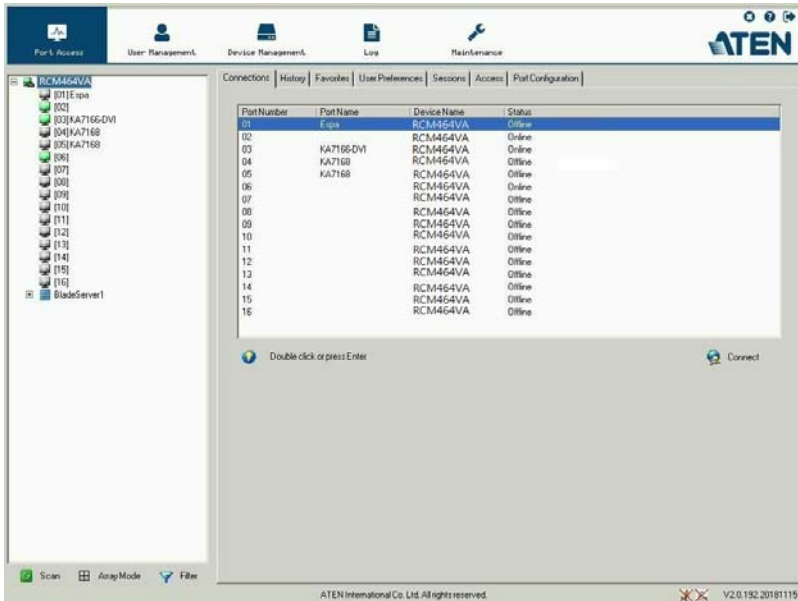 Port Access User Management Device Management Log Maintenance
ATEN
RCM464VA
[01]Espa
[02]
[03]KA7166-DVI
[04]KA7168
[05]KA7168
[06]
[07]
[08]
[09]
[10]
[11]
[12]
[13]
[14]
[15]
[16]
BladeServer1
Scan Array Mode Filter
Connections History Favorites User Preferences Sessions Access Port Configuration
Port Number Port Name Device Name Status
01 Espa RCM464VA Offline
02 RCM464VA Online
03 KA7166-DVI RCM464VA Online
04 KA7168 RCM464VA Offline
05 KA7168 RCM464VA Offline
06 RCM464VA Online
07 RCM464VA Offline
08 RCM464VA Offline
09 RCM464VA Offline
10 RCM464VA Offline
11 RCM464VA Offline
12 RCM464VA Offline
13 RCM464VA Offline
14 RCM464VA Offline
15 RCM464VA Offline
16 RCM464VA Offline
Double click or press Enter
Connect
ATEN International Co. Ltd. All rights reserved.
V2.0.192.20181115